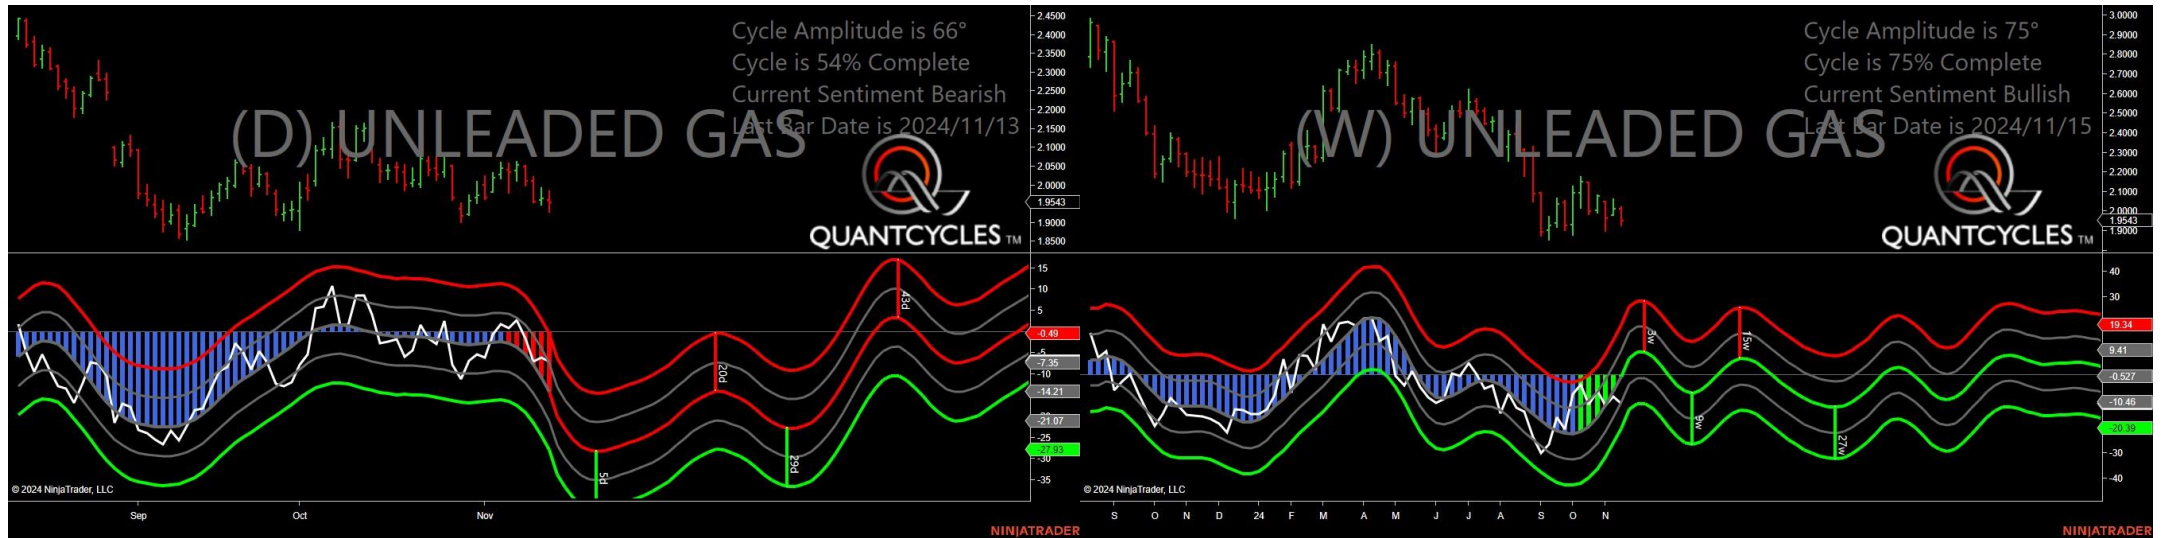 Cycle Amplitude is 66°
Cycle is 54% Complete
Current Sentiment Bearish
Last Bar Date is 2024/11/13
(D) UNLEADED GAS
QUANTCYCLES TM
2.4500
2.4000
2.3500
2.3000
2.2500
2.2000
2.1500
2.1000
2.0500
2.0000
1.9543
1.9000
1.8500
15
10
5
-0.49
-5
-7.35
-10
-14.21
-21.07
-25
-27.93
-30
-35
5d
20d
29d
43d
© 2024 NinjaTrader, LLC
Sep Oct Nov
NINJATRADER
Cycle Amplitude is 75°
Cycle is 75% Complete
Current Sentiment Bullish
Last Bar Date is 2024/11/15
(W) UNLEADED GAS
QUANTCYCLES TM
3.0000
2.9000
2.8000
2.7000
2.6000
2.5000
2.4000
2.3000
2.2000
2.1000
2.0000
1.9543
1.9000
40
30
19.34
9.41
-0.527
-10.46
-20.39
-30
-40
3w
9w
15w
27w
© 2024 NinjaTrader, LLC
S O N D 24 F M A M J J A S O N
NINJATRADER